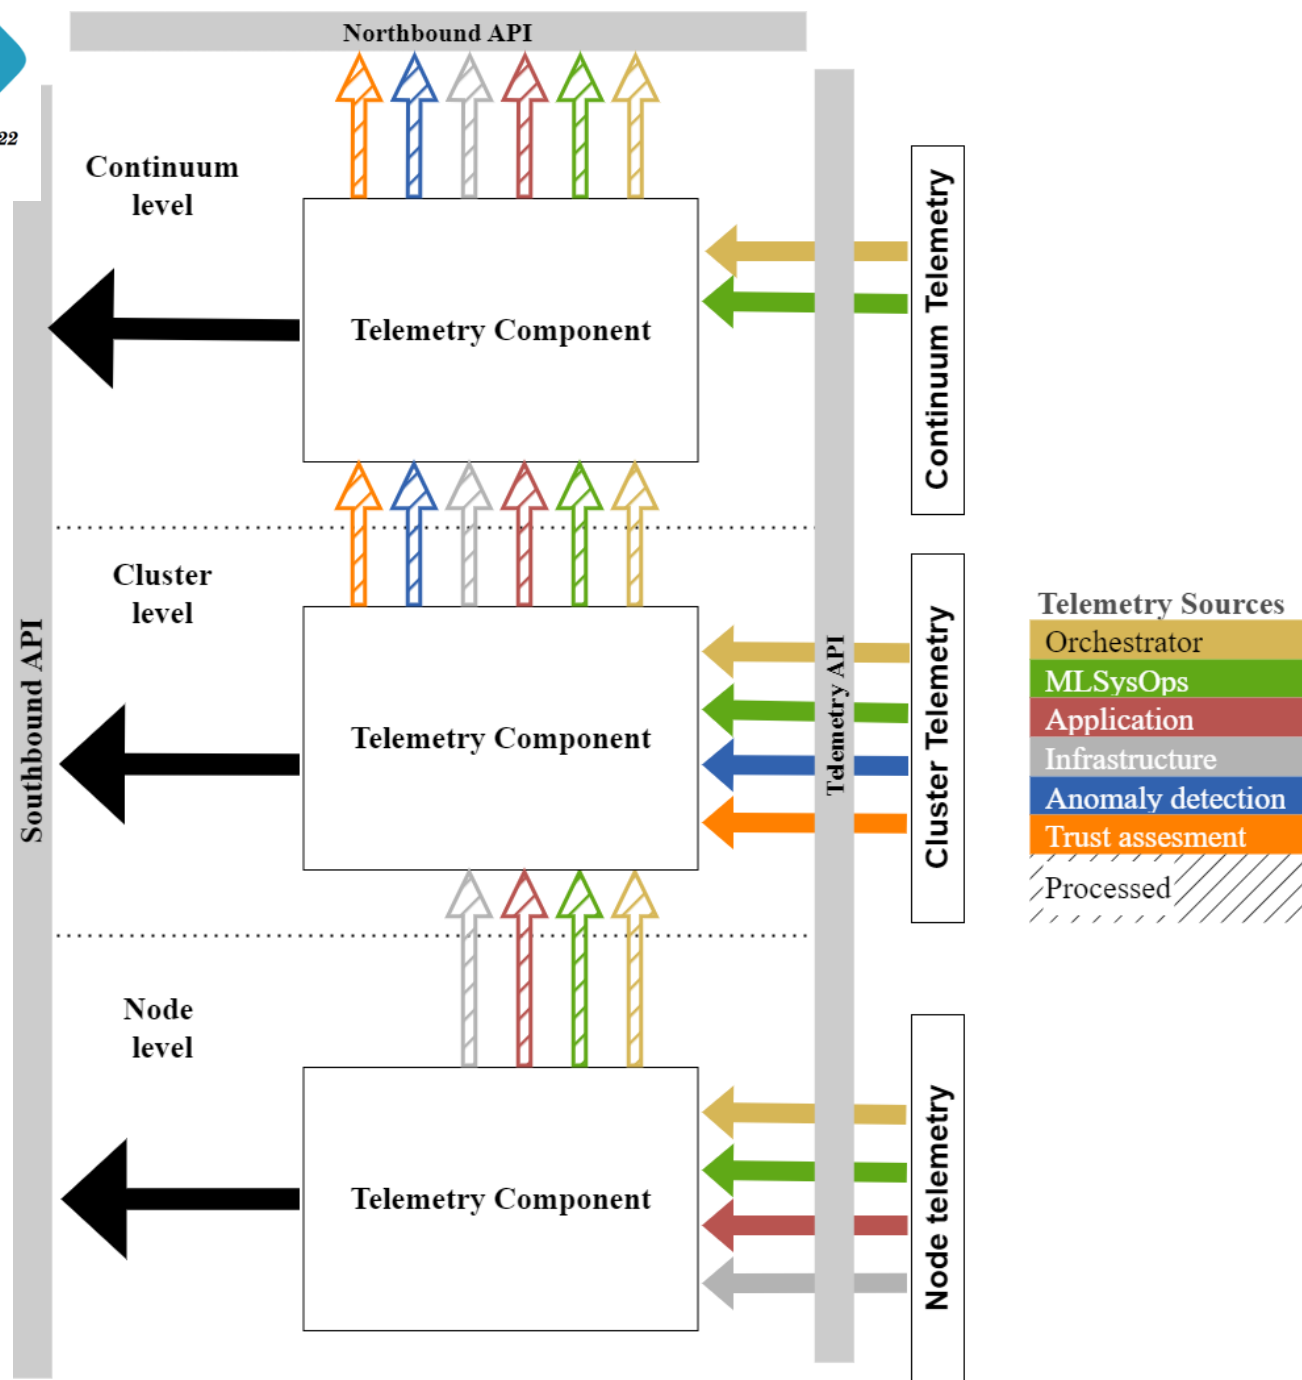 Northbound API
22
Continuum
level
Telemetry Component
Continuum Telemetry
Cluster
level
Telemetry Component
Cluster Telemetry
Southbound API
Telemetry API
Telemetry Sources
Orchestrator
MLSysOps
Application
Infrastructure
Anomaly detection
Trust assesment
Processed
Node
level
Telemetry Component
Node telemetry